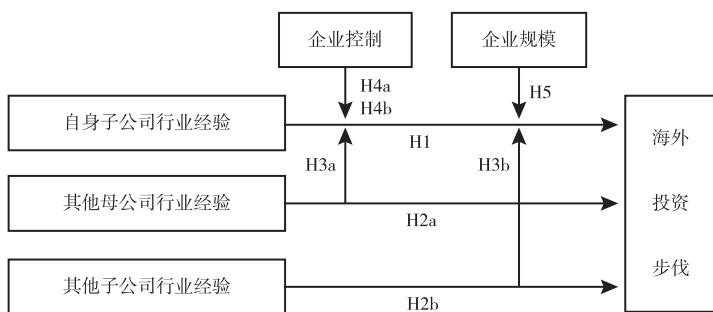 企业控制
企业规模
H4a
H4b
H5
自身子公司行业经验
H1
海外
H3a
H3b
其他母公司行业经验
投资
H2a
其他子公司行业经验
步伐
H2b